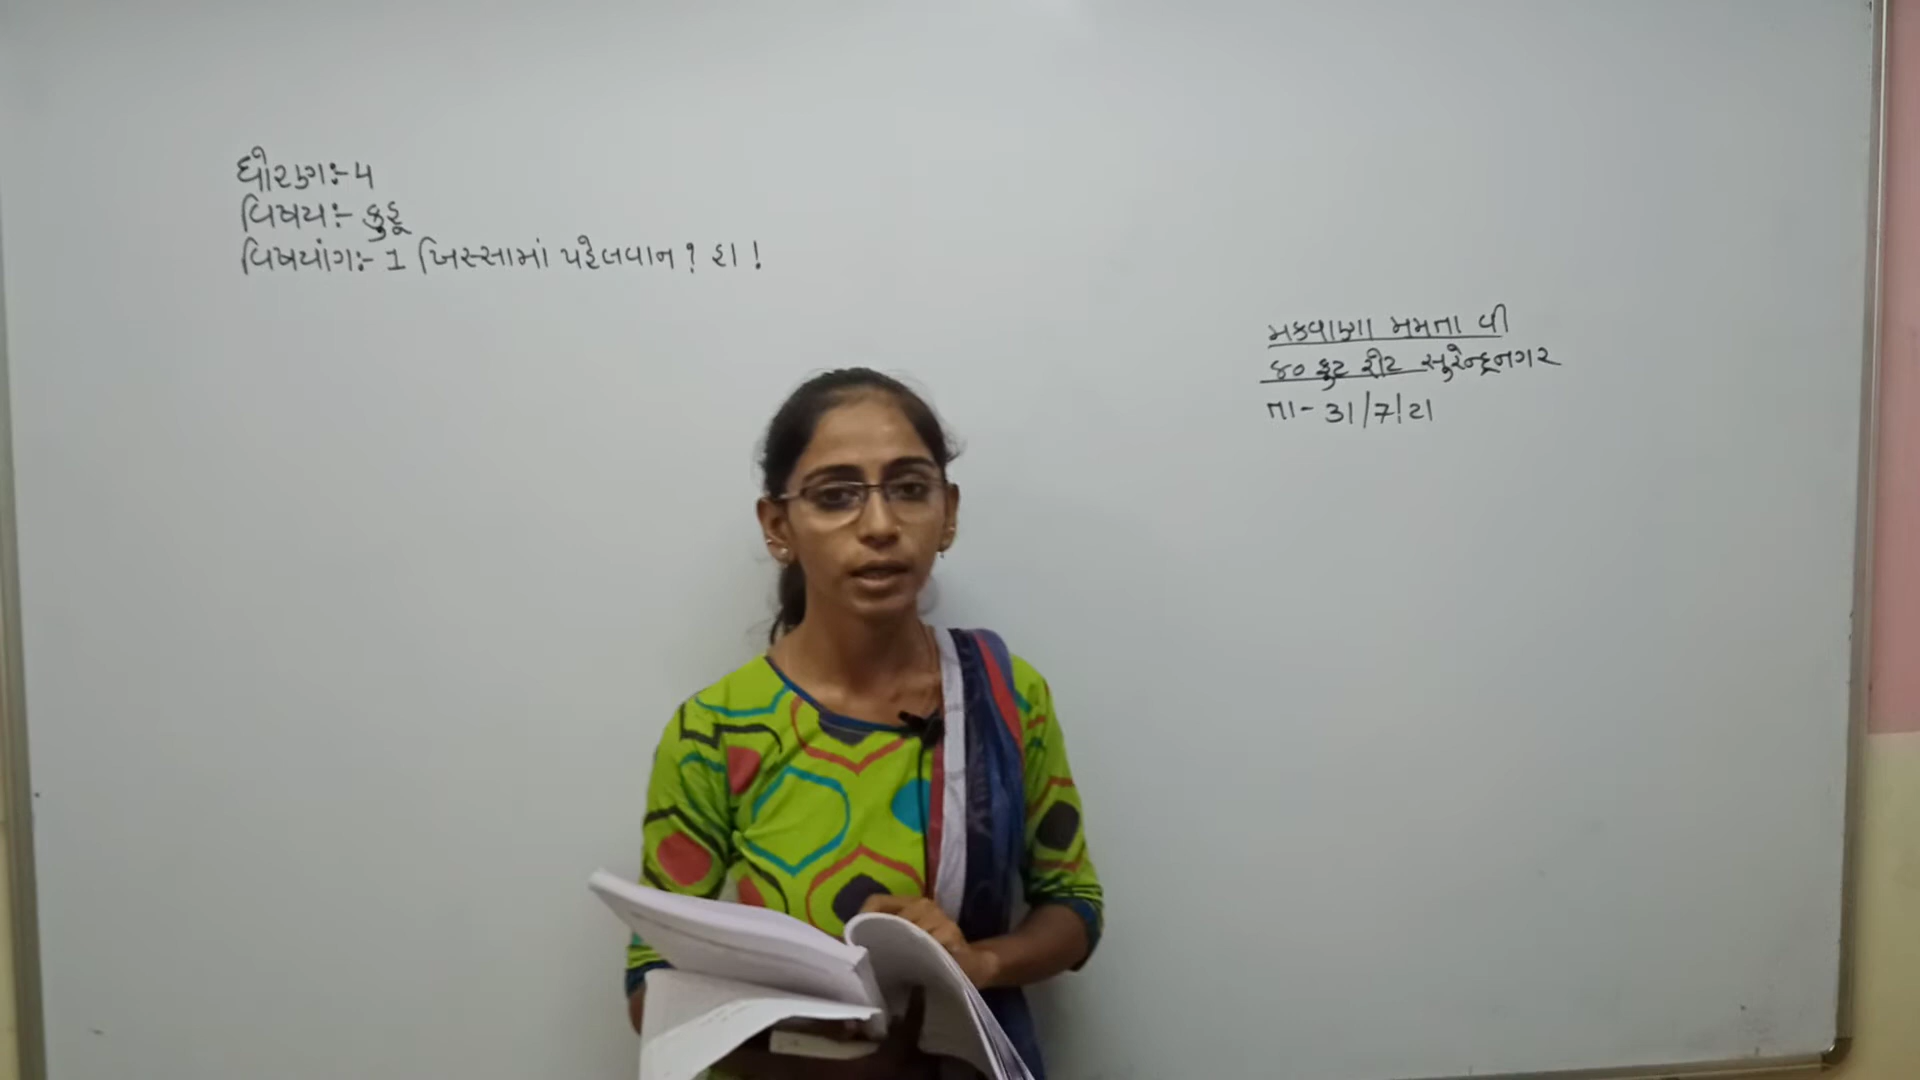 ધોરણ:- ૫
વિષય:- કુહૂ
વિષયાંગ:- 1 ખિસ્સામાં પહેલવાન ? હા !
મકવાણા મમતા વી
૪૦ ફુટ રીટ સુરેન્દ્રનગર
તા - 31/7/21